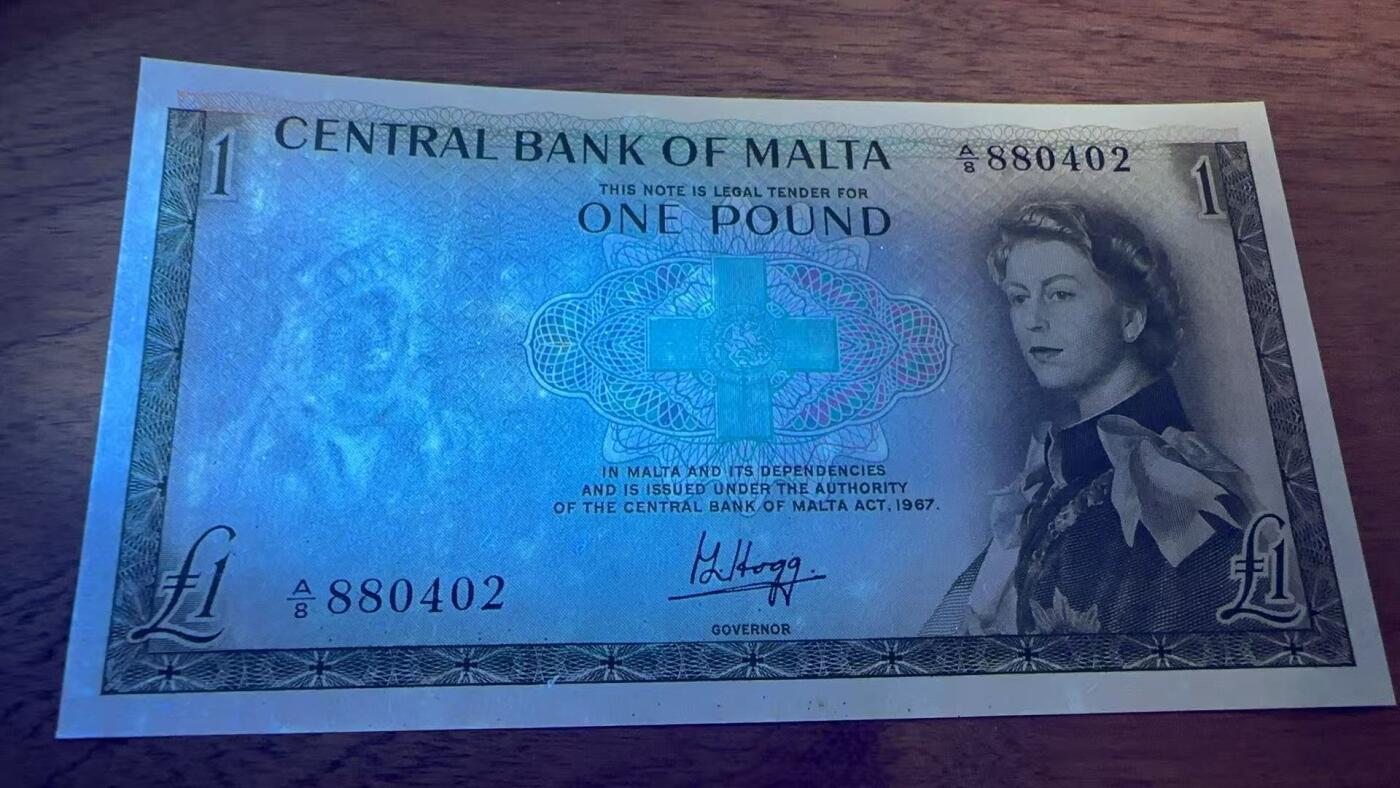 1 CENTRAL BANK OF MALTA A/8 880402 1
THIS NOTE IS LEGAL TENDER FOR
ONE POUND
IN MALTA AND ITS DEPENDENCIES
AND IS ISSUED UNDER THE AUTHORITY
OF THE CENTRAL BANK OF MALTA ACT, 1967.
£1 A/8 880402 Hogg. £1
GOVERNOR